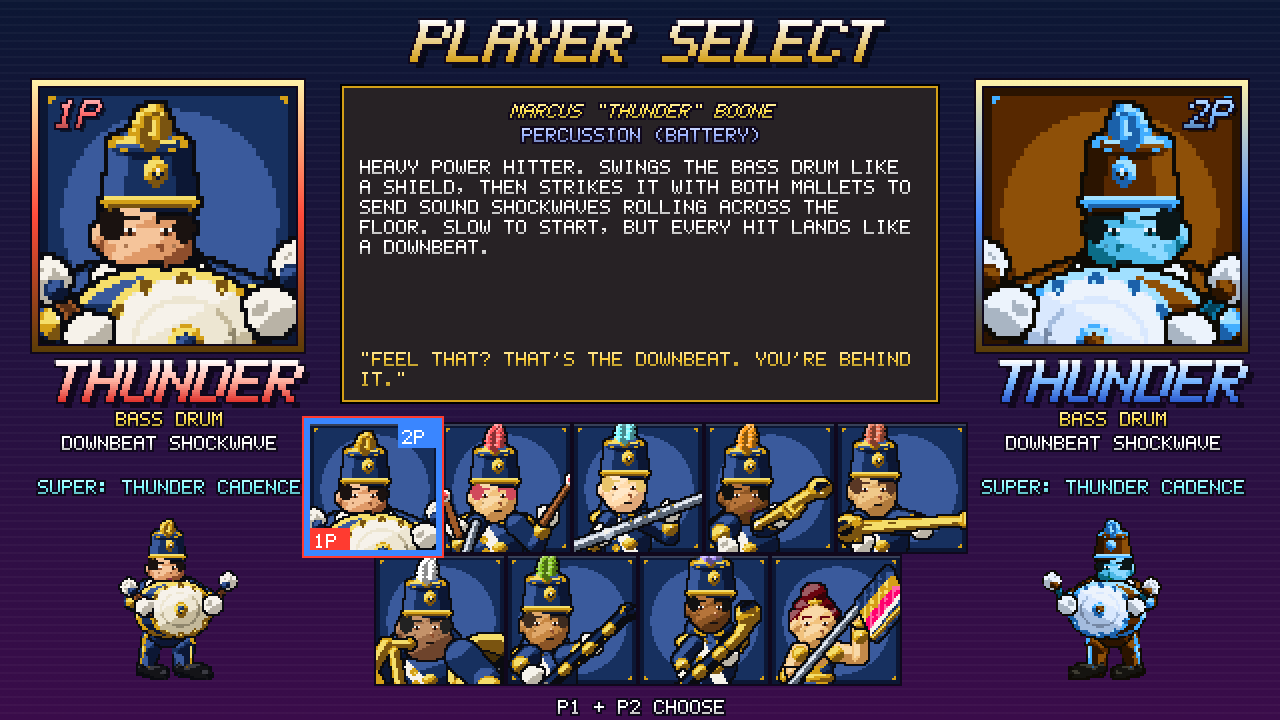 PLAYER SELECT
1P
2P
MARCUS "THUNDER" BOONE
PERCUSSION (BATTERY)
HEAVY POWER HITTER. SWINGS THE BASS DRUM LIKE
A SHIELD, THEN STRIKES IT WITH BOTH MALLETS TO
SEND SOUND SHOCKWAVES ROLLING ACROSS THE
FLOOR. SLOW TO START, BUT EVERY HIT LANDS LIKE
A DOWNBEAT.
"FEEL THAT? THAT'S THE DOWNBEAT. YOU'RE BEHIND
IT."
THUNDER
BASS DRUM
DOWNBEAT SHOCKWAVE
SUPER: THUNDER CADENCE
THUNDER
BASS DRUM
DOWNBEAT SHOCKWAVE
SUPER: THUNDER CADENCE
2P
1P
P1 + P2 CHOOSE